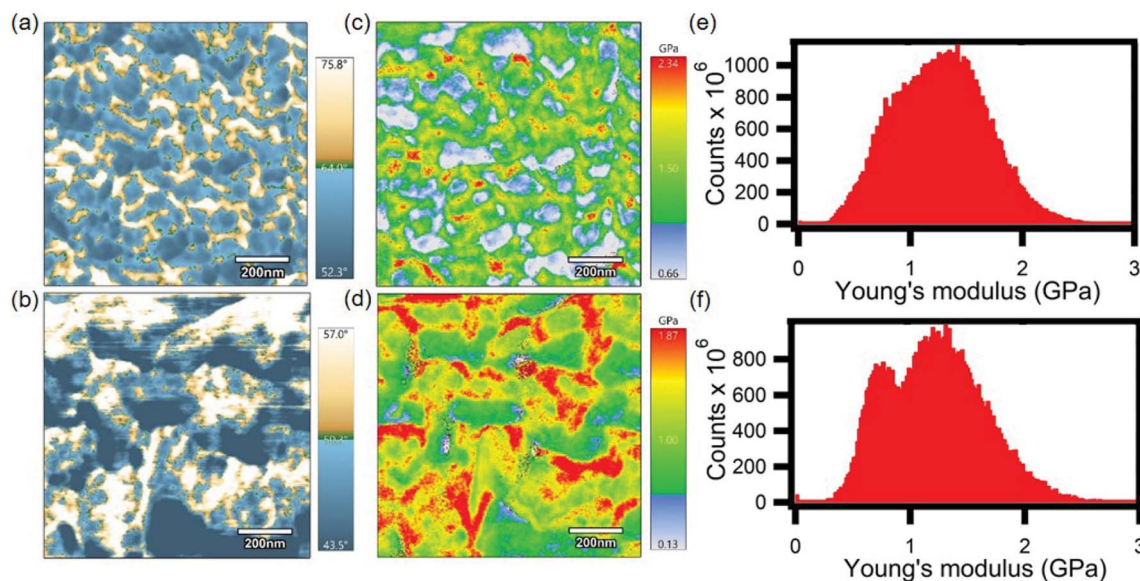 (a)
75.8°
64.0°
52.3°
200nm
(c)
GPa
2.34
1.50
0.66
200nm
(e)
Counts x 10⁶
1000
800
600
400
200
0
0 1 2 3
Young's modulus (GPa)
(b)
57.0°
43.5°
200nm
(d)
GPa
1.87
1.00
0.13
200nm
(f)
Counts x 10⁶
800
600
400
200
0
0 1 2 3
Young's modulus (GPa)